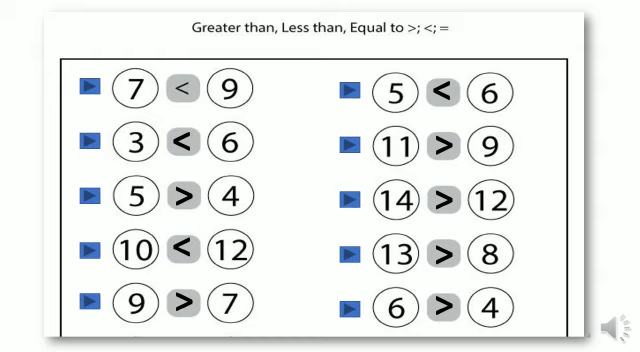 Greater than, Less than, Equal to >; <; =
7 < 9
5 < 6
3 < 6
11 > 9
5 > 4
14 > 12
10 < 12
13 > 8
9 > 7
6 > 4